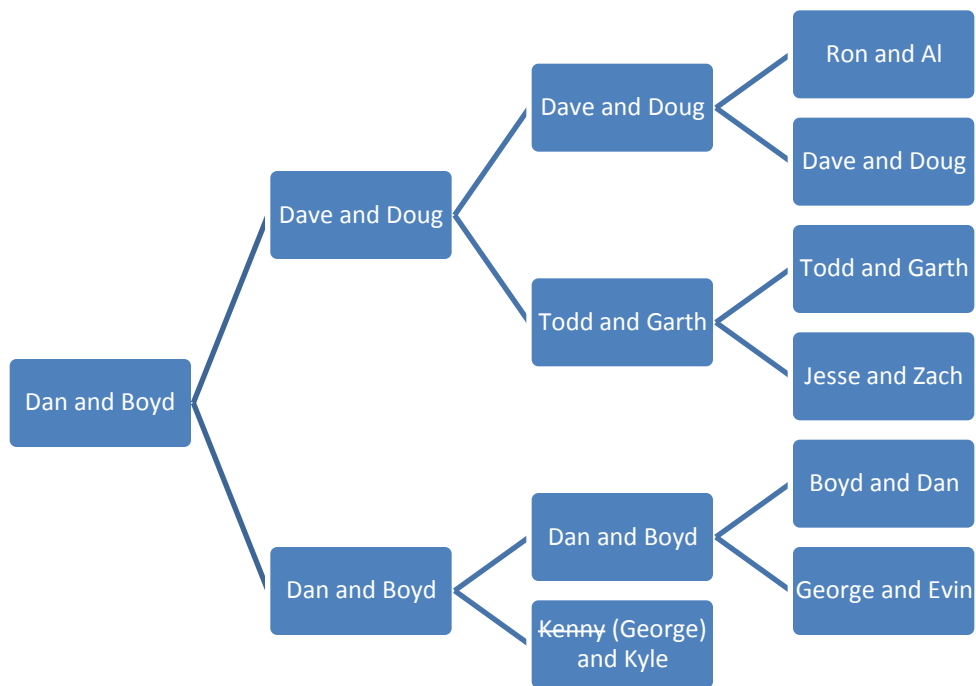 Ron and Al
Dave and Doug
Dave and Doug
Dave and Doug
Todd and Garth
Todd and Garth
Jesse and Zach
Dan and Boyd
Boyd and Dan
Dan and Boyd
Dan and Boyd
George and Evin
Kenny (George)
and Kyle